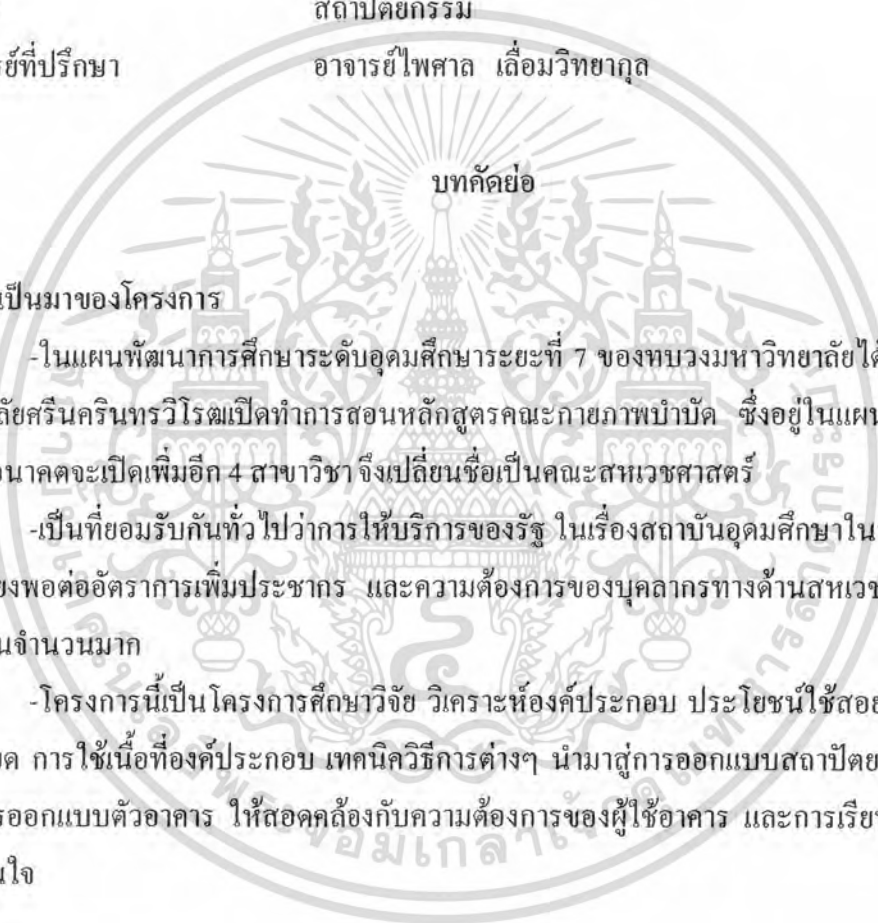 สถาปัตยกรรม
อาจารย์ไพศาล เลื่อมวิทยากุล
บทคัดย่อ
เป็นมาของโครงการ
-ในแผนพัฒนาการศึกษาระดับอุดมศึกษาระยะที่ 7 ของทบวงมหาวิทยาลัยได้
ลัยศรีนครินทรวิโรฒเปิดทำการสอนหลักสูตรคณะกายภาพบำบัด ซึ่งอยู่ในแผน
อนาคตจะเปิดเพิ่มอีก 4 สาขาวิชา จึงเปลี่ยนชื่อเป็นคณะสหเวชศาสตร์
-เป็นที่ยอมรับกันทั่วไปว่าการให้บริการของรัฐ ในเรื่องสถาบันอุดมศึกษาใน
ยงพอต่ออัตราการเพิ่มประชากร และความต้องการของบุคลากรทางด้านสหเวช
นจำนวนมาก
-โครงการนี้เป็นโครงการศึกษาวิจัย วิเคราะห์องค์ประกอบ ประโยชน์ใช้สอย
ยด การใช้เนื้อที่องค์ประกอบ เทคนิควิธีการต่างๆ นำมาสู่การออกแบบสถาปัตย
รออกแบบตัวอาคาร ให้สอดคล้องกับความต้องการของผู้ใช้อาคาร และการเรีย
นใจ